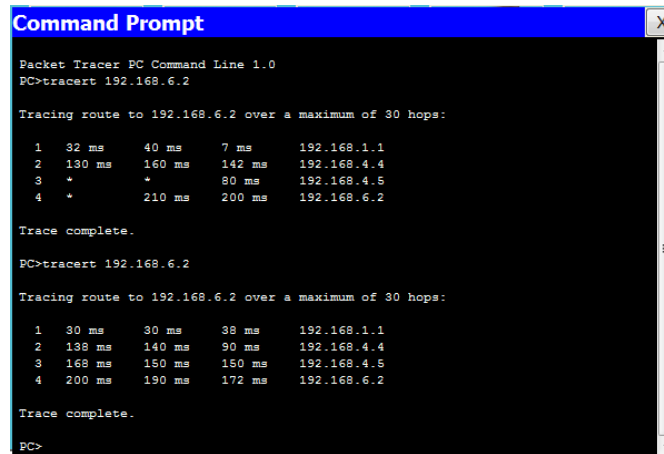 Command Prompt
X
Packet Tracer PC Command Line 1.0
PC>tracert 192.168.6.2
Tracing route to 192.168.6.2 over a maximum of 30 hops:
1 32 ms 40 ms 7 ms 192.168.1.1
2 130 ms 160 ms 142 ms 192.168.4.4
3 * * 80 ms 192.168.4.5
4 * 210 ms 200 ms 192.168.6.2
Trace complete.
PC>tracert 192.168.6.2
Tracing route to 192.168.6.2 over a maximum of 30 hops:
1 30 ms 30 ms 38 ms 192.168.1.1
2 138 ms 140 ms 90 ms 192.168.4.4
3 168 ms 150 ms 150 ms 192.168.4.5
4 200 ms 190 ms 172 ms 192.168.6.2
Trace complete.
PC>